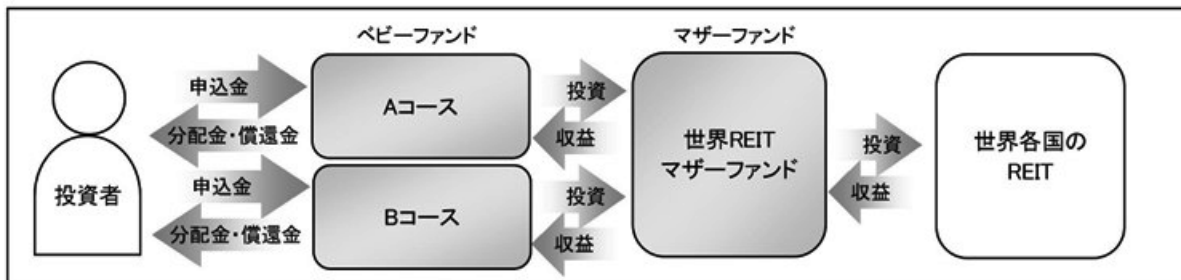 ベビーファンド
マザーファンド
申込金
分配金・償還金
申込金
分配金・償還金
投資者
Aコース
Bコース
投資
収益
投資
収益
世界REIT
マザーファンド
投資
収益
世界各国の
REIT